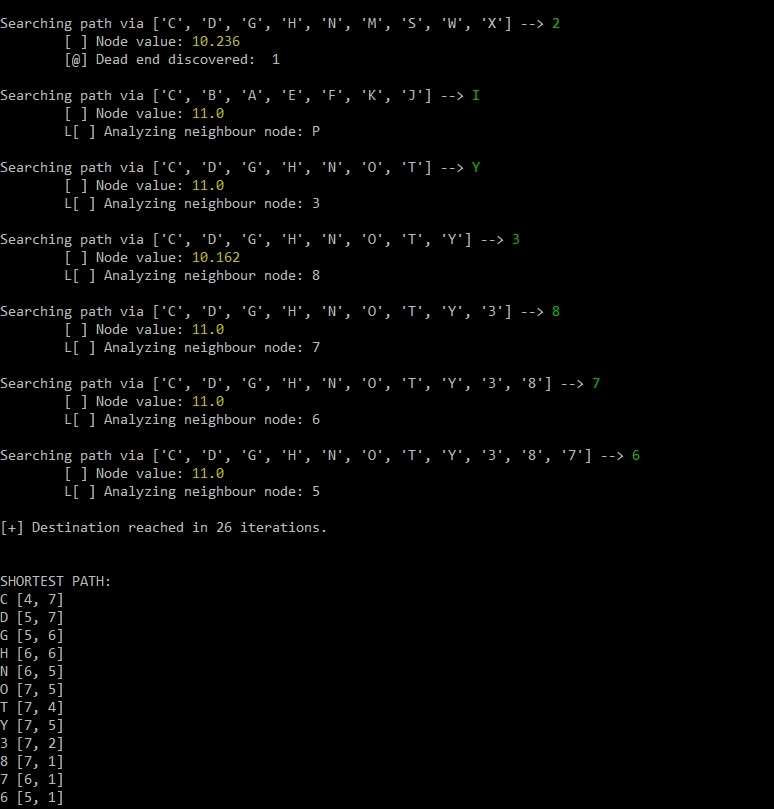 Searching path via ['C', 'D', 'G', 'H', 'N', 'M', 'S', 'W', 'X'] --> 2
[ ] Node value: 10.236
[@] Dead end discovered:  1
Searching path via ['C', 'B', 'A', 'E', 'F', 'K', 'J'] --> I
[ ] Node value: 11.0
L[ ] Analyzing neighbour node: P
Searching path via ['C', 'D', 'G', 'H', 'N', 'O', 'T'] --> Y
[ ] Node value: 11.0
L[ ] Analyzing neighbour node: 3
Searching path via ['C', 'D', 'G', 'H', 'N', 'O', 'T', 'Y'] --> 3
[ ] Node value: 10.162
L[ ] Analyzing neighbour node: 8
Searching path via ['C', 'D', 'G', 'H', 'N', 'O', 'T', 'Y', '3'] --> 8
[ ] Node value: 11.0
L[ ] Analyzing neighbour node: 7
Searching path via ['C', 'D', 'G', 'H', 'N', 'O', 'T', 'Y', '3', '8'] --> 7
[ ] Node value: 11.0
L[ ] Analyzing neighbour node: 6
Searching path via ['C', 'D', 'G', 'H', 'N', 'O', 'T', 'Y', '3', '8', '7'] --> 6
[ ] Node value: 11.0
L[ ] Analyzing neighbour node: 5
[+] Destination reached in 26 iterations.
SHORTEST PATH:
C [4, 7]
D [5, 7]
G [5, 6]
H [6, 6]
N [6, 5]
O [7, 5]
T [7, 4]
Y [7, 5]
3 [7, 2]
8 [7, 1]
7 [6, 1]
6 [5, 1]